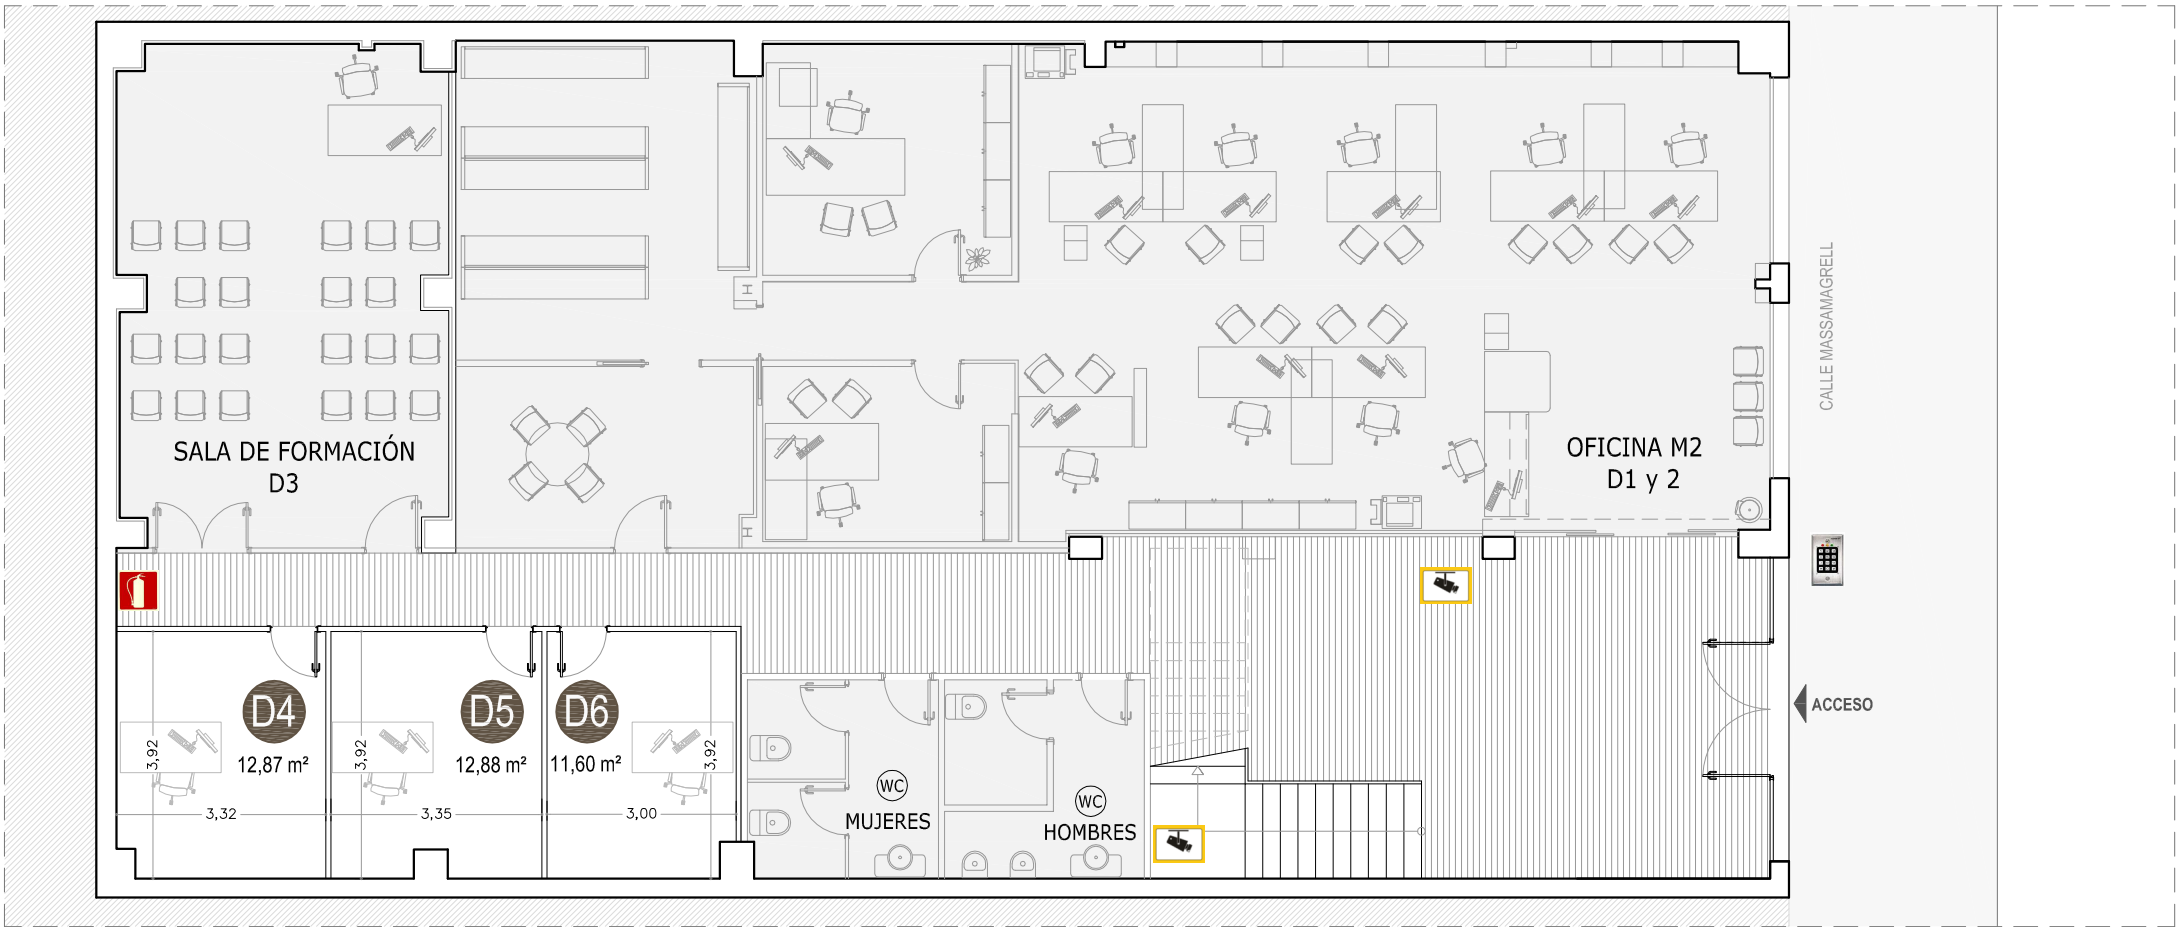 CALLE MASSAMAGRELL
SALA DE FORMACIÓN
D3
OFICINA M2
D1 y 2
H
H
ACCESO
D4
12,87 m²
3,92
3,32
D5
12,88 m²
3,92
3,35
D6
11,60 m²
3,92
3,00
WC
MUJERES
WC
HOMBRES